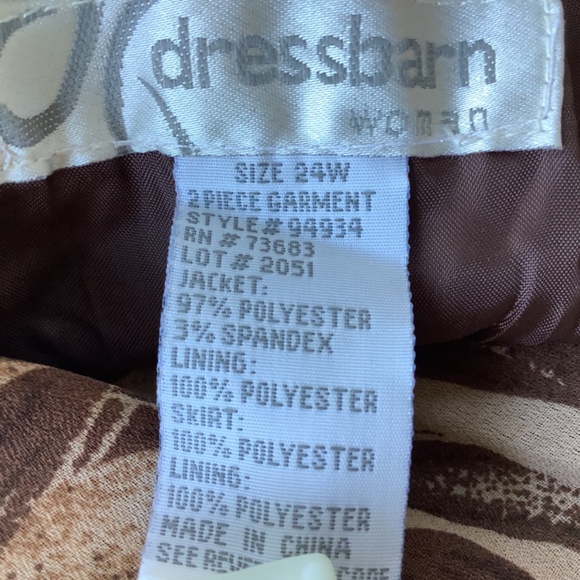 dressbarn
woman
SIZE 24W
2 PIECE GARMENT
STYLE# 94934
RN # 73683
LOT # 2051
JACKET:
97% POLYESTER
3% SPANDEX
LINING:
100% POLYESTER
SKIRT:
100% POLYESTER
LINING:
100% POLYESTER
MADE IN CHINA
SEE